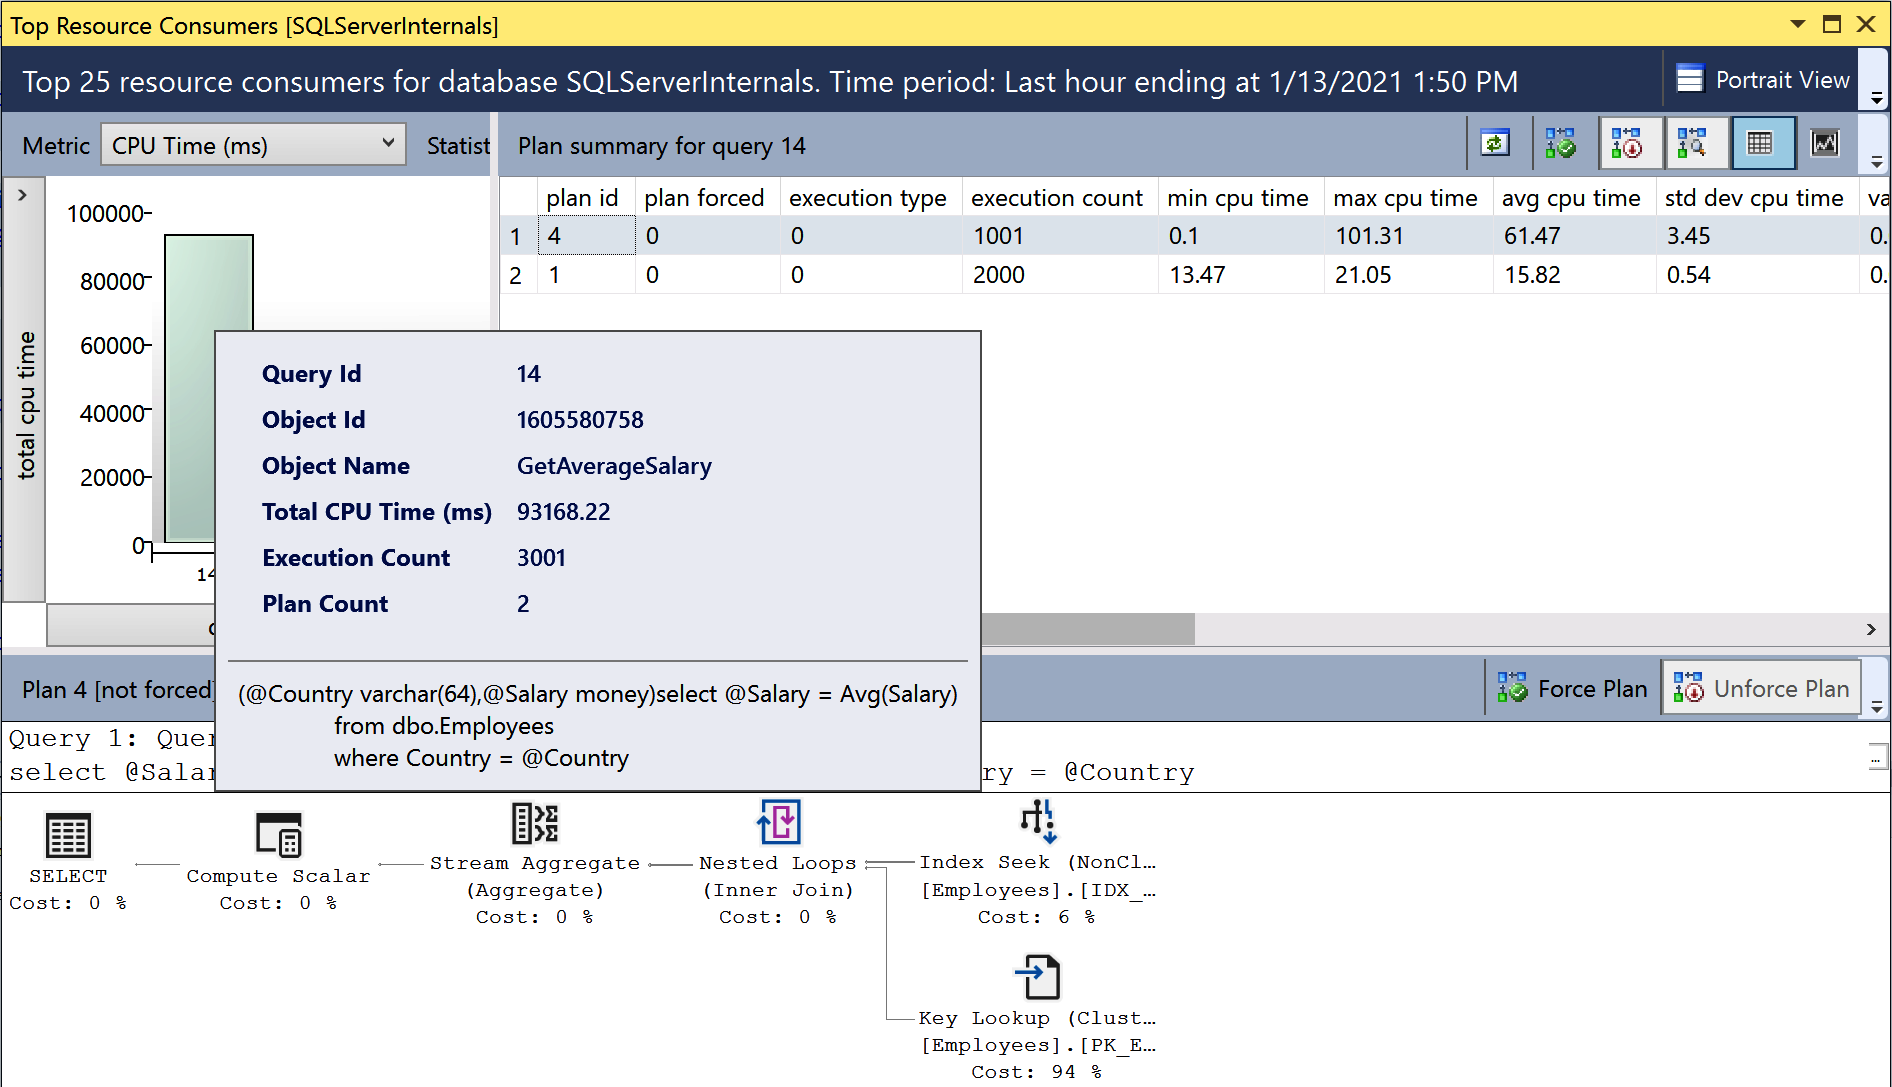 Top Resource Consumers [SQLServerInternals]
Top 25 resource consumers for database SQLServerInternals. Time period: Last hour ending at 1/13/2021 1:50 PM
Portrait View
Metric CPU Time (ms) Statist
Plan summary for query 14
plan id plan forced execution type execution count min cpu time max cpu time avg cpu time std dev cpu time va
1 4 0 0 1001 0.1 101.31 61.47 3.45 0.
2 1 0 0 2000 13.47 21.05 15.82 0.54 0.
total cpu time
100000
80000
60000
40000
20000
0
14
Query Id 14
Object Id 1605580758
Object Name GetAverageSalary
Total CPU Time (ms) 93168.22
Execution Count 3001
Plan Count 2
(@Country varchar(64),@Salary money)select @Salary = Avg(Salary)
from dbo.Employees
where Country = @Country
Plan 4 [not forced]
Force Plan Unforce Plan
Query 1: Quer
select @Salar ry = @Country
...
SELECT
Cost: 0 %
Compute Scalar
Cost: 0 %
Stream Aggregate
(Aggregate)
Cost: 0 %
Nested Loops
(Inner Join)
Cost: 0 %
Index Seek (NonCl…
[Employees].[IDX_…
Cost: 6 %
Key Lookup (Clust…
[Employees].[PK_E…
Cost: 94 %